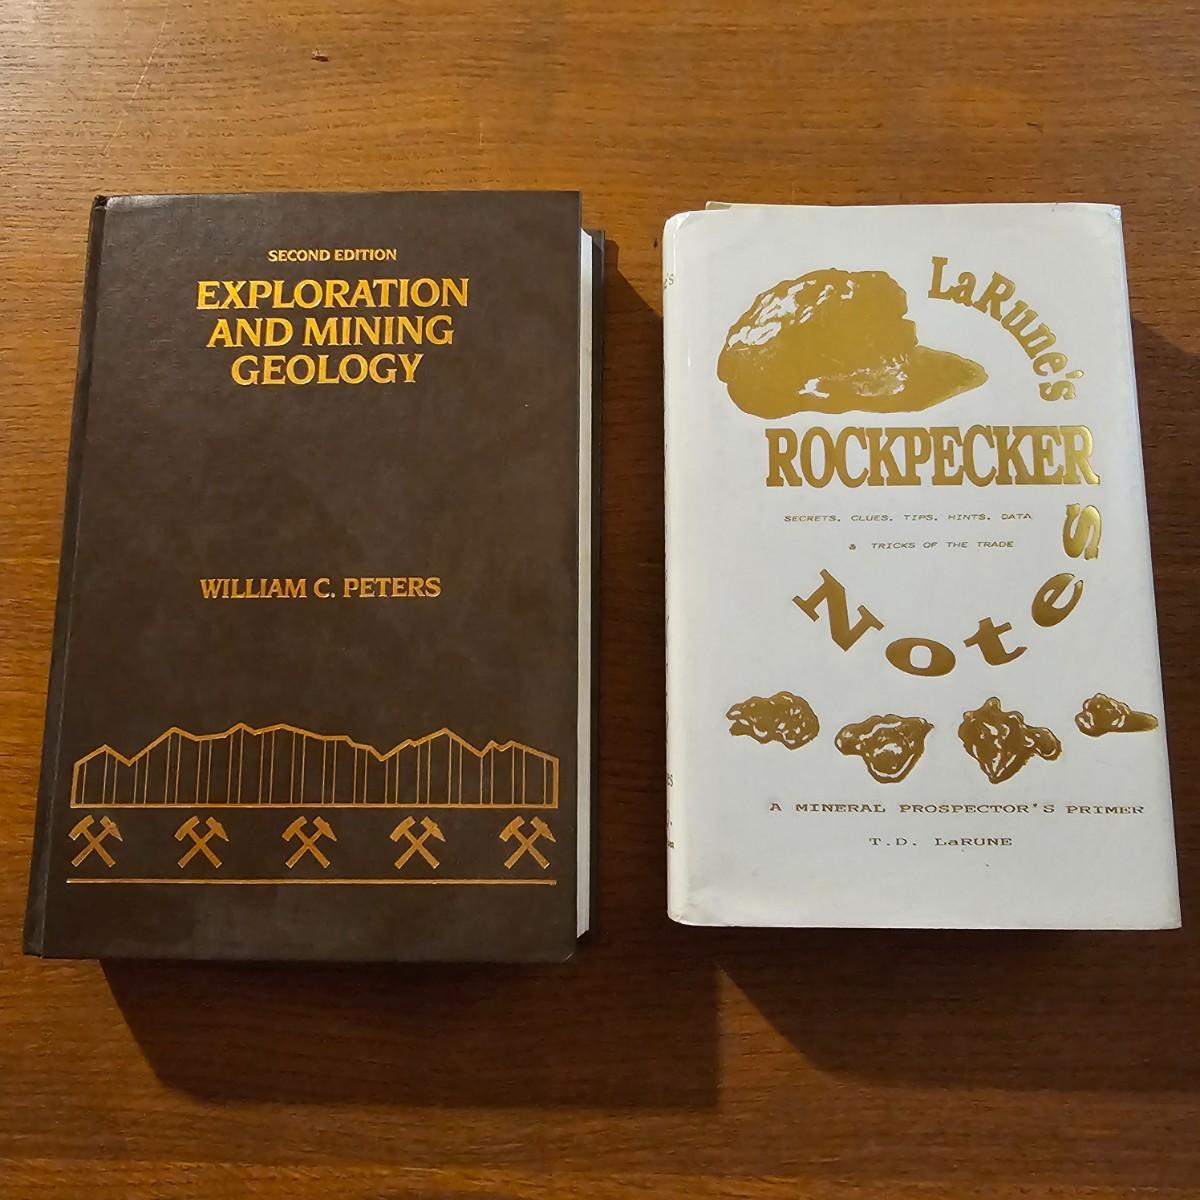 SECOND EDITION
EXPLORATION
AND MINING
GEOLOGY
WILLIAM C. PETERS
LaRune's
ROCKPECKER
SECRETS, CLUES, TIPS, HINTS, DATA
& TRICKS OF THE TRADE
Notes
A MINERAL PROSPECTOR'S PRIMER
T.D. LaRUNE